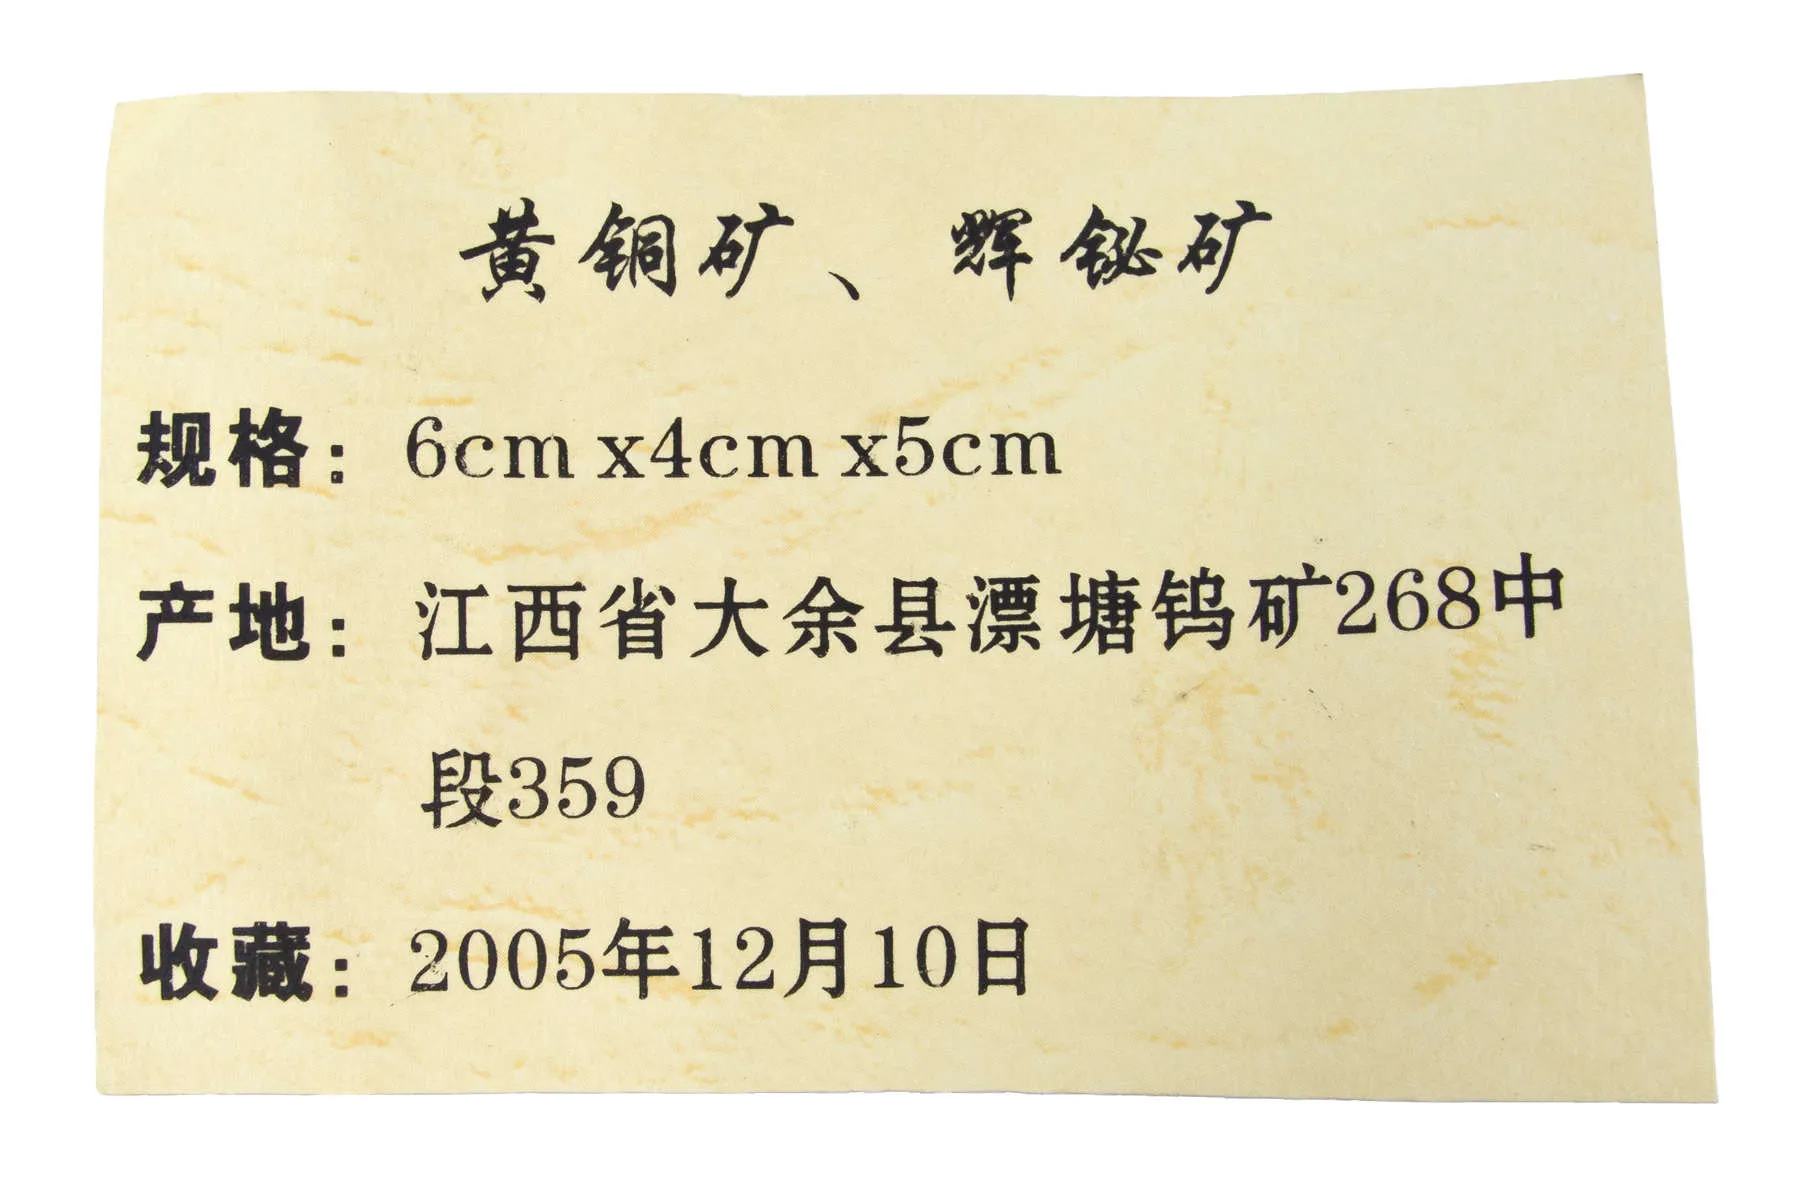 黄铜矿、辉铋矿
规格：6cm x4cm x5cm
产地：江西省大余县漂塘钨矿268中
段359
收藏：2005年12月10日